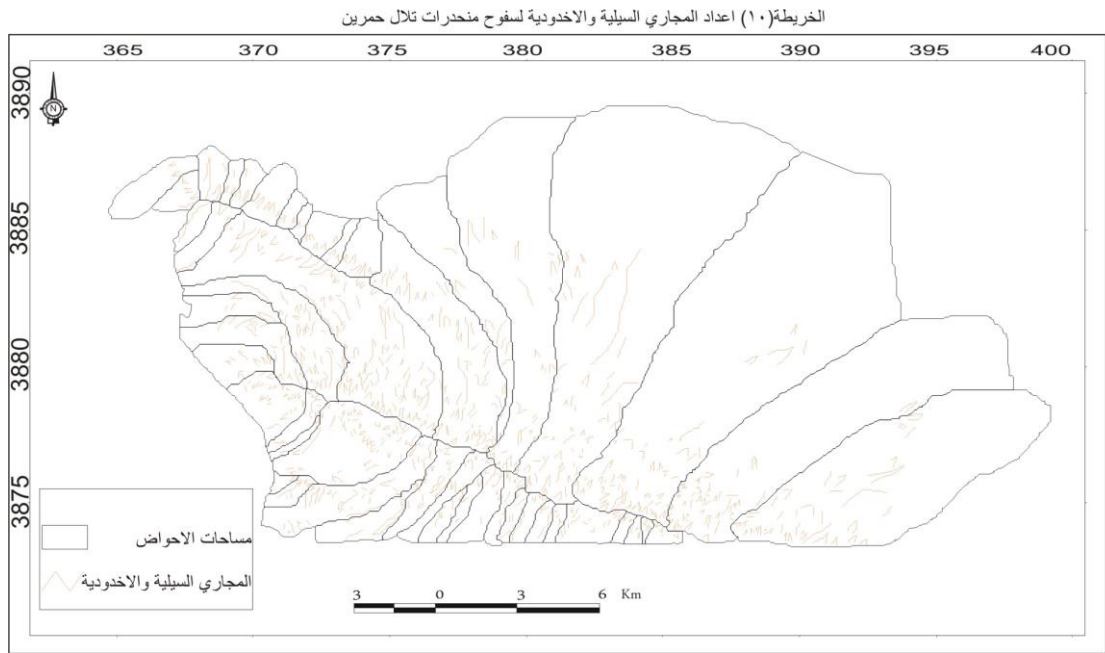 الخريطة(١٠) اعداد المجاري السيلية والاخدودية لسفوح منحدرات تلال حمرين
365 370 375 380 385 390 395 400
3890
3885
3880
3875
N
مساحات الاحواض
المجاري السيلية والاخدودية
3 0 3 6 Km